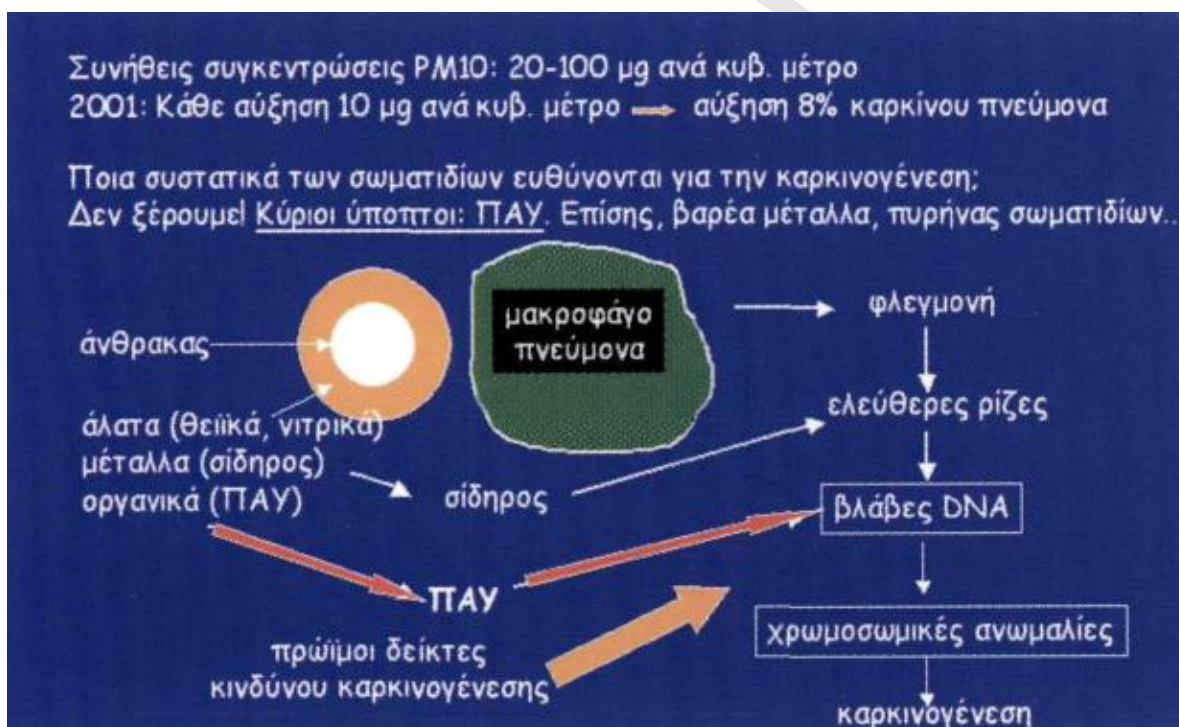 Συνήθεις συγκεντρώσεις PM10: 20-100 μg ανά κυβ. μέτρο
2001: Κάθε αύξηση 10 μg ανά κυβ. μέτρο → αύξηση 8% καρκίνου πνεύμονα
Ποια συστατικά των σωματιδίων ευθύνονται για την καρκινογένεση;
Δεν ξέρουμε! Κύριοι ύποπτοι: ΠΑΥ. Επίσης, βαρέα μέταλλα, πυρήνας σωματιδίων..
μακροφάγο
πνεύμονα
φλεγμονή
άνθρακας
ελεύθερες ρίζες
άλατα (θειϊκά, νιτρικά)
μέταλλα (σίδηρος)
οργανικά (ΠΑΥ)
σίδηρος
βλάβες DNA
ΠΑΥ
χρωμοσωμικές ανωμαλίες
πρώϊμοι δείκτες
κινδύνου καρκινογένεσης
καρκινογένεση